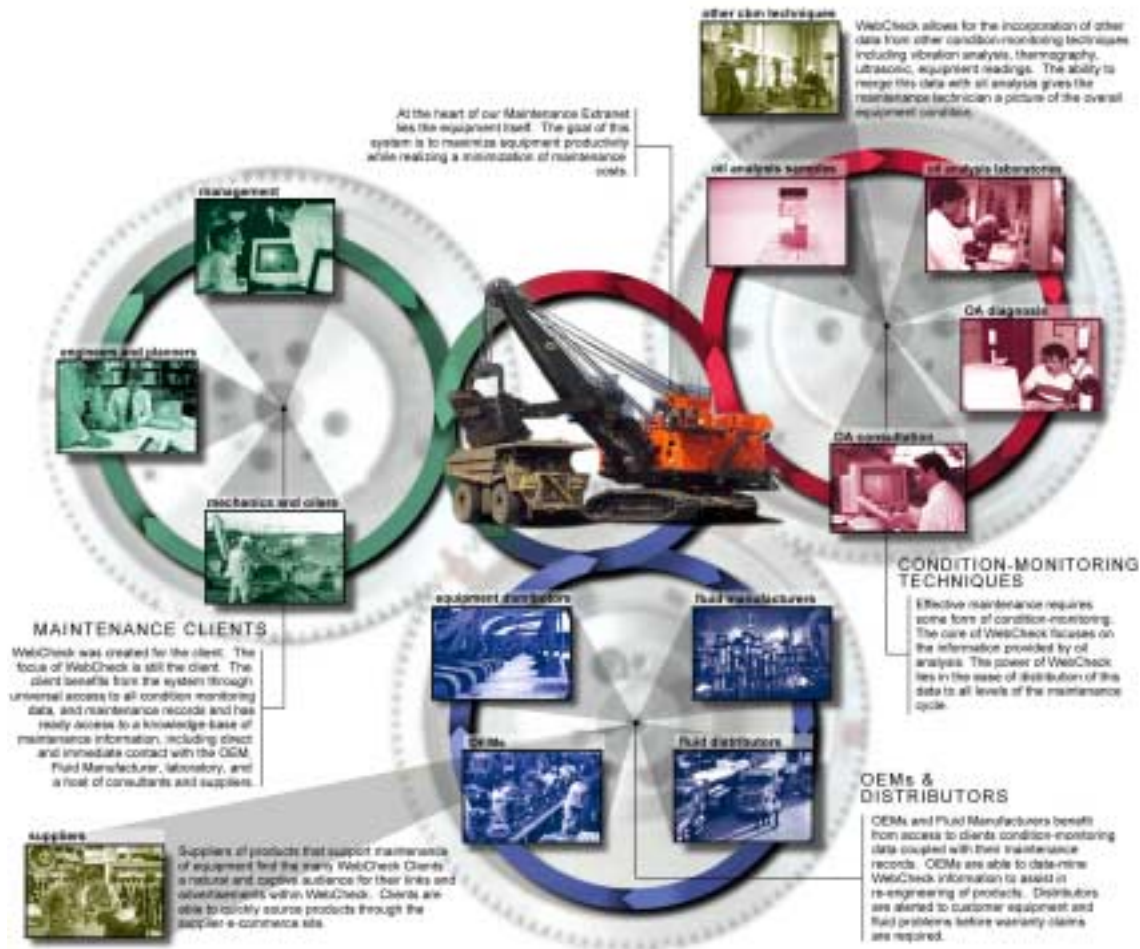 other cbm techniques
WebCheck allows for the incorporation of other
data from other condition-monitoring techniques
including vibration analysis, thermography,
ultrasonic, equipment readings. The ability to
merge this data with oil analysis gives the
maintenance technician a picture of the overall
equipment condition.
At the heart of our Maintenance Extranet
lies the equipment itself. The goal of this
system is to maximize equipment productivity
while realizing a minimization of maintenance
costs.
oil analysis samples
oil analysis laboratories
management
OA diagnosis
engineers and planners
OA consultation
mechanics and oilers
CONDITION-MONITORING
TECHNIQUES
Effective maintenance requires
some form of condition-monitoring.
The core of WebCheck focuses on
the information provided by oil
analysis. The power of WebCheck
lies in the ease of distribution of this
data to all levels of the maintenance
cycle.
equipment distributors
fluid manufacturers
MAINTENANCE CLIENTS
WebCheck was created for the client. The
focus of WebCheck is still the client. The
client benefits from the system through
universal access to all condition monitoring
data, and maintenance records and has
ready access to a knowledge-base of
maintenance information, including direct
and immediate contact with the OEM,
Fluid Manufacturer, laboratory, and
a host of consultants and suppliers.
OEMs
fluid distributors
OEMs &
DISTRIBUTORS
OEMs and Fluid Manufacturers benefit
from access to clients condition-monitoring
data coupled with their maintenance
records. OEMs are able to data-mine
WebCheck information to assist in
re-engineering of products. Distributors
are alerted to customer equipment and
fluid problems before warranty claims
are required.
suppliers
Suppliers of products that support maintenance
of equipment find the many WebCheck Clients
a natural and captive audience for their links and
advertisements within WebCheck. Clients are
able to quickly source products through the
supplier e-commerce site.